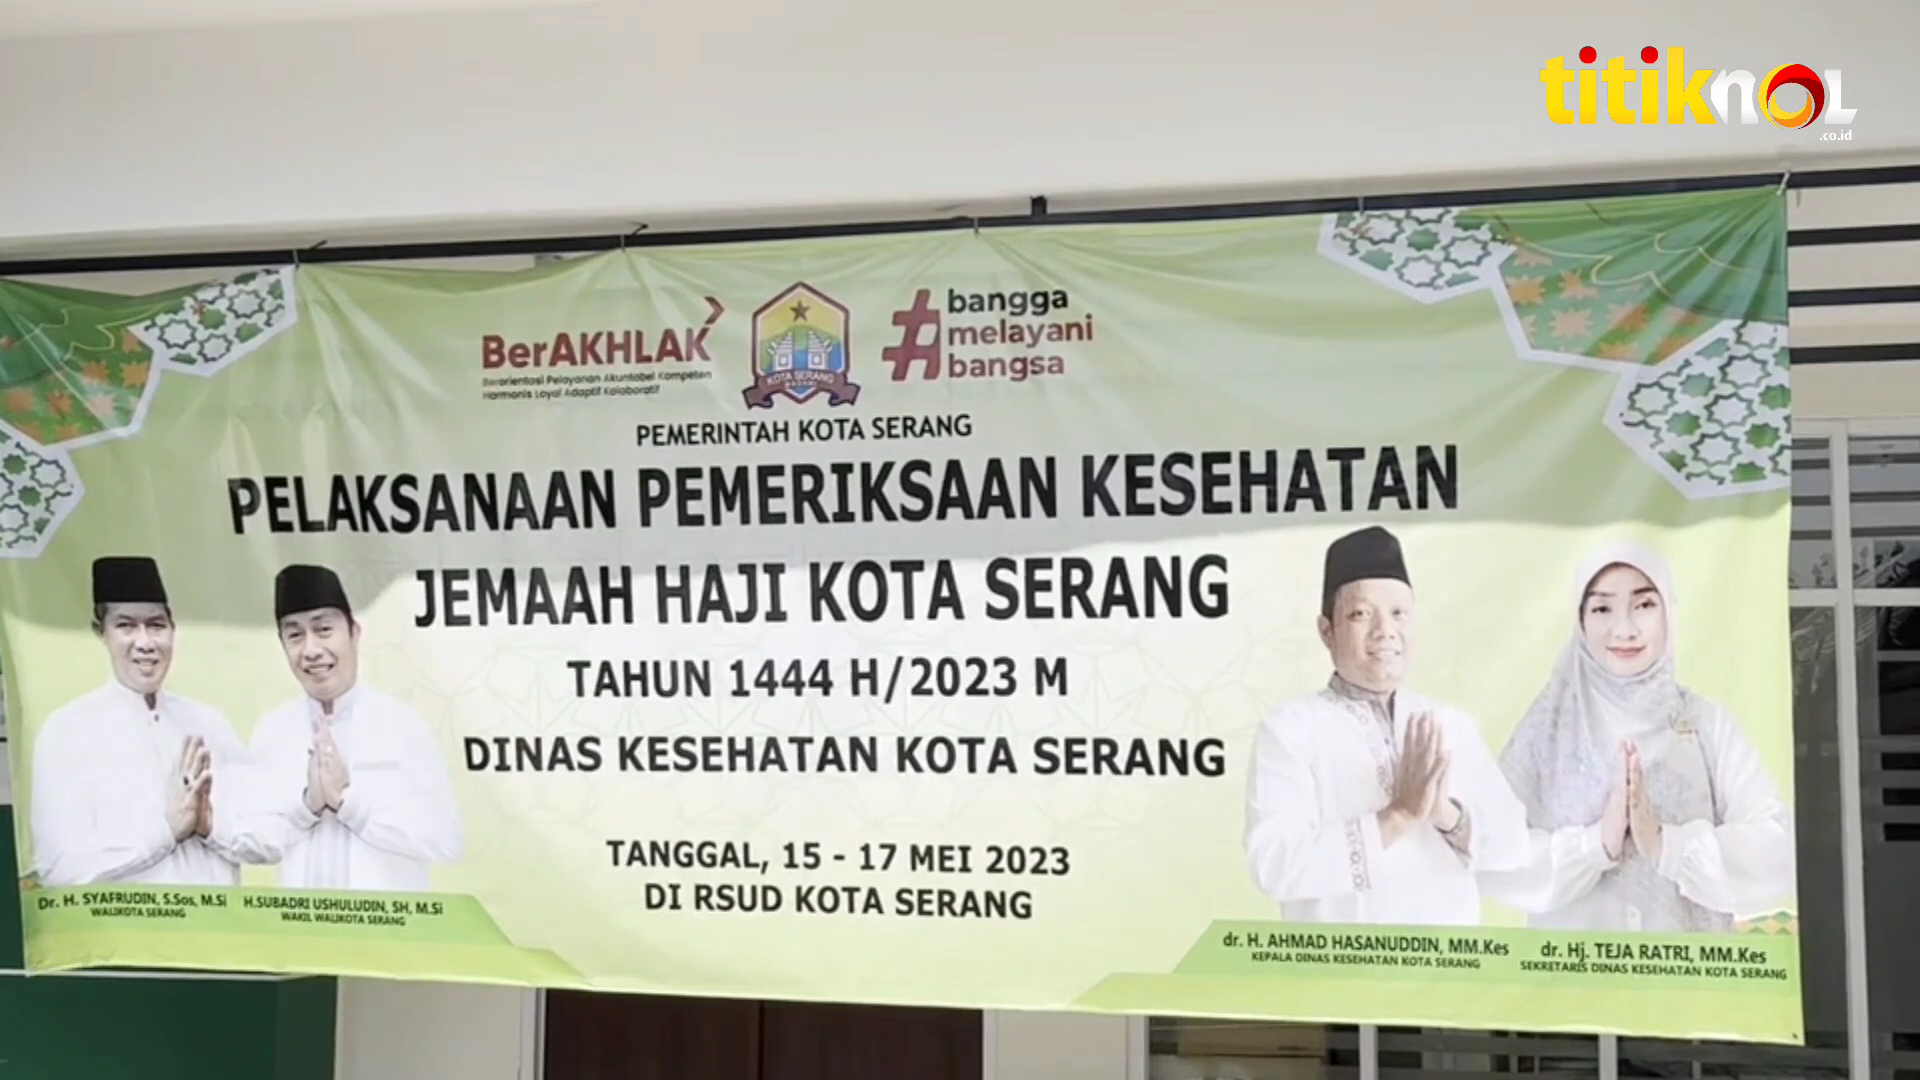 titiknOL
.co.id
BerAKHLAK
Berorientasi Pelayanan Akuntabel Kompeten
Harmonis Loyal Adaptif Kolaboratif
KOTA SERANG
MADANI
# bangga
melayani
bangsa
PEMERINTAH KOTA SERANG
PELAKSANAAN PEMERIKSAAN KESEHATAN
JEMAAH HAJI KOTA SERANG
TAHUN 1444 H/2023 M
DINAS KESEHATAN KOTA SERANG
TANGGAL, 15 - 17 MEI 2023
DI RSUD KOTA SERANG
Dr. H. SYAFRUDIN, S.Sos, M.Si
WALIKOTA SERANG
H.SUBADRI USHULUDIN, SH, M.Si
WAKIL WALIKOTA SERANG
dr. H. AHMAD HASANUDDIN, MM.Kes
KEPALA DINAS KESEHATAN KOTA SERANG
dr. Hj. TEJA RATRI, MM.Kes
SEKRETARIS DINAS KESEHATAN KOTA SERANG